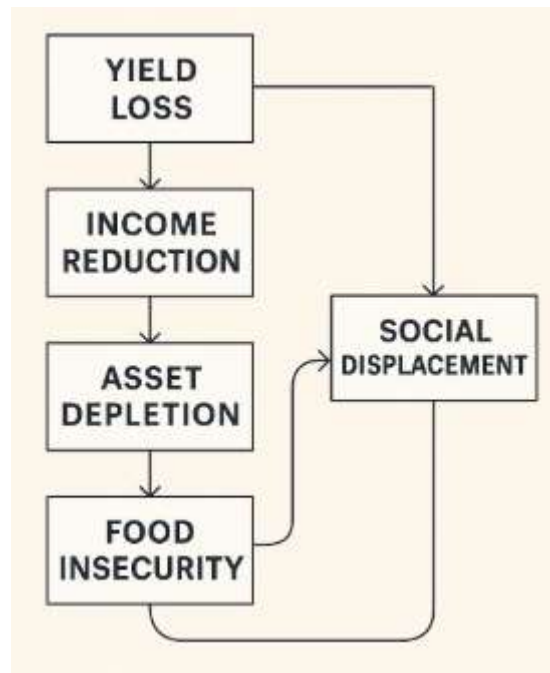 YIELD
LOSS
INCOME
REDUCTION
ASSET
DEPLETION
FOOD
INSECURITY
SOCIAL
DISPLACEMENT